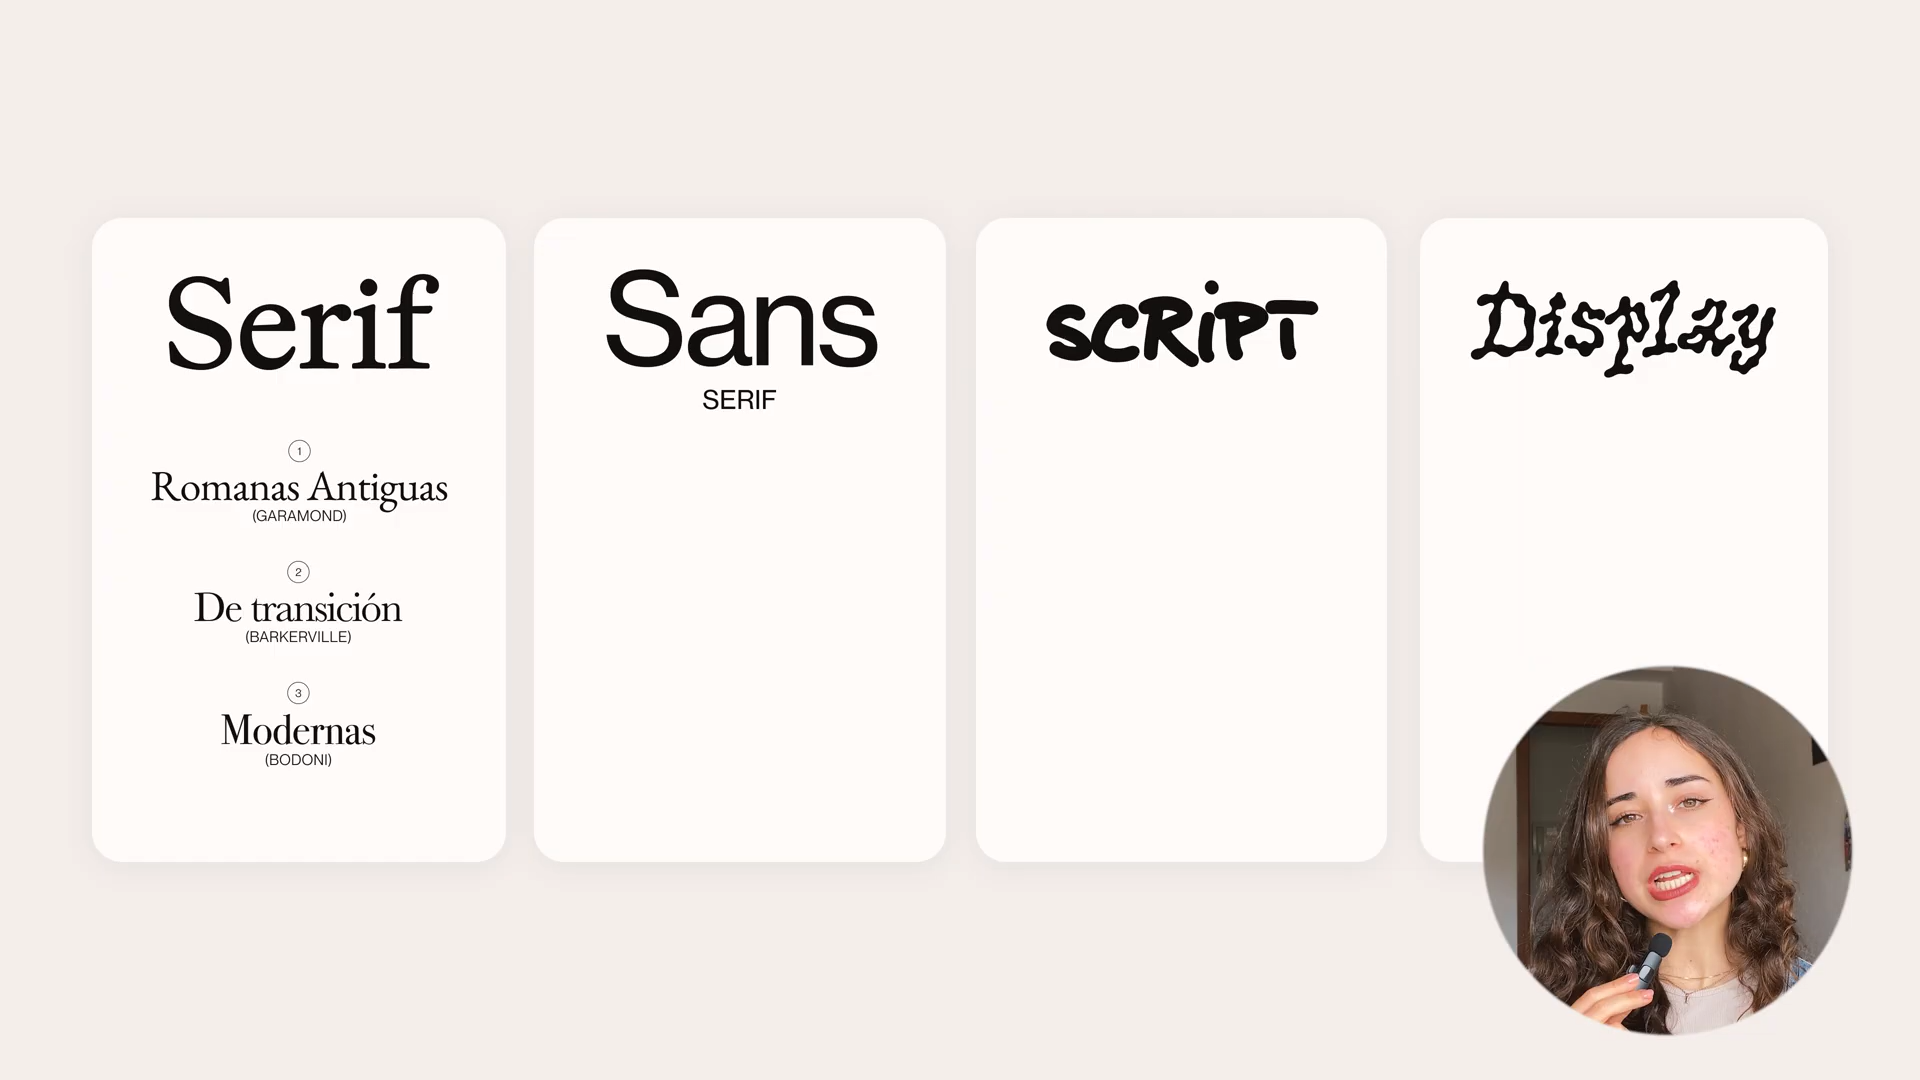 Serif
1
Romanas Antiguas
(GARAMOND)
2
De transición
(BARKERVILLE)
3
Modernas
(BODONI)
Sans
SERIF
SCRiPT
Display